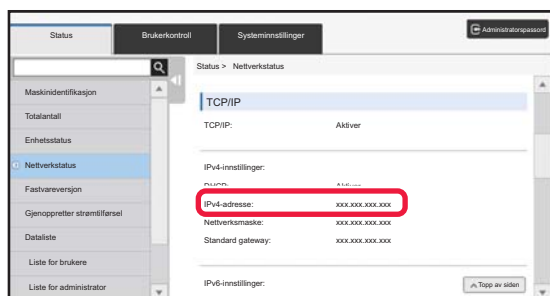 Status
Brukerkontroll
Systeminnstillinger
Administratorspassord
Status > Nettverkstatus
Maskinidentifikasjon
Totalantall
Enhetsstatus
Nettverkstatus
Fastvareversjon
Gjenoppretter strømtilførsel
Dataliste
Liste for brukere
Liste for administrator
TCP/IP
TCP/IP: Aktiver
IPv4-innstillinger:
DHCP: Aktiver
IPv4-adresse: xxx.xxx.xxx.xxx
Nettverksmaske: xxx.xxx.xxx.xxx
Standard gateway: xxx.xxx.xxx.xxx
IPv6-innstillinger:
Topp av siden